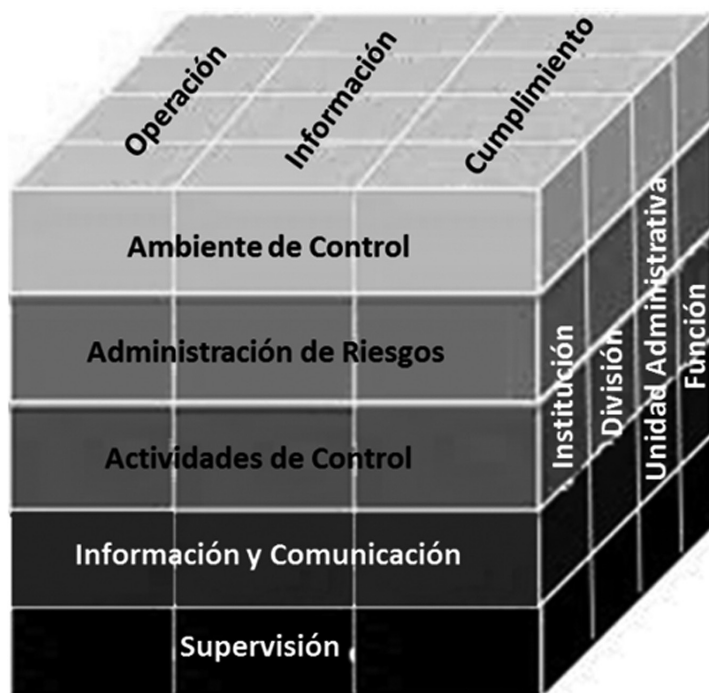 Operación
Información
Cumplimiento
Ambiente de Control
Administración de Riesgos
Actividades de Control
Información y Comunicación
Supervisión
Institución
División
Unidad Administrativa
Función